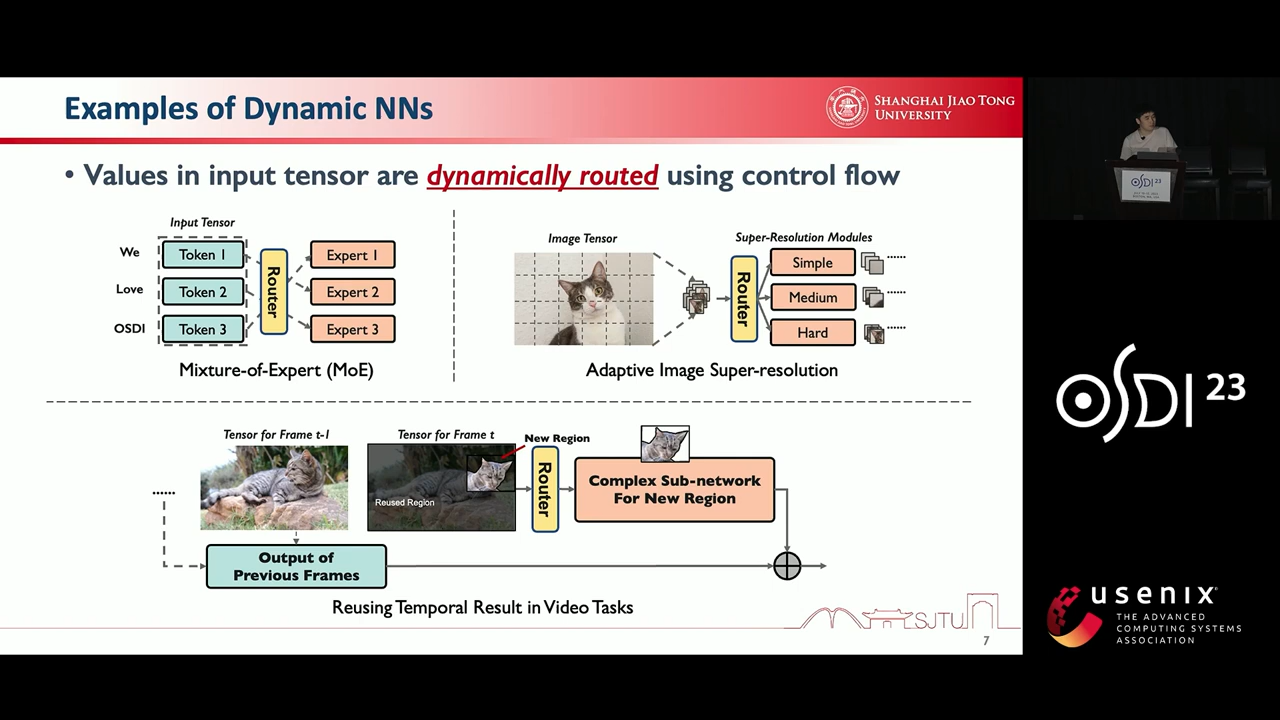 Examples of Dynamic NNs
SHANGHAI JIAO TONG
UNIVERSITY
• Values in input tensor are dynamically routed using control flow
Input Tensor
We
Token 1
Love
Token 2
OSDI
Token 3
Router
Expert 1
Expert 2
Expert 3
Mixture-of-Expert (MoE)
Image Tensor
Router
Super-Resolution Modules
Simple
......
Medium
......
Hard
......
Adaptive Image Super-resolution
Tensor for Frame t-1
Tensor for Frame t
New Region
Reused Region
Router
Complex Sub-network
For New Region
......
Output of
Previous Frames
Reusing Temporal Result in Video Tasks
SJTU
7
OSDI 23
OSDI 23
usenix
THE ADVANCED
COMPUTING SYSTEMS
ASSOCIATION